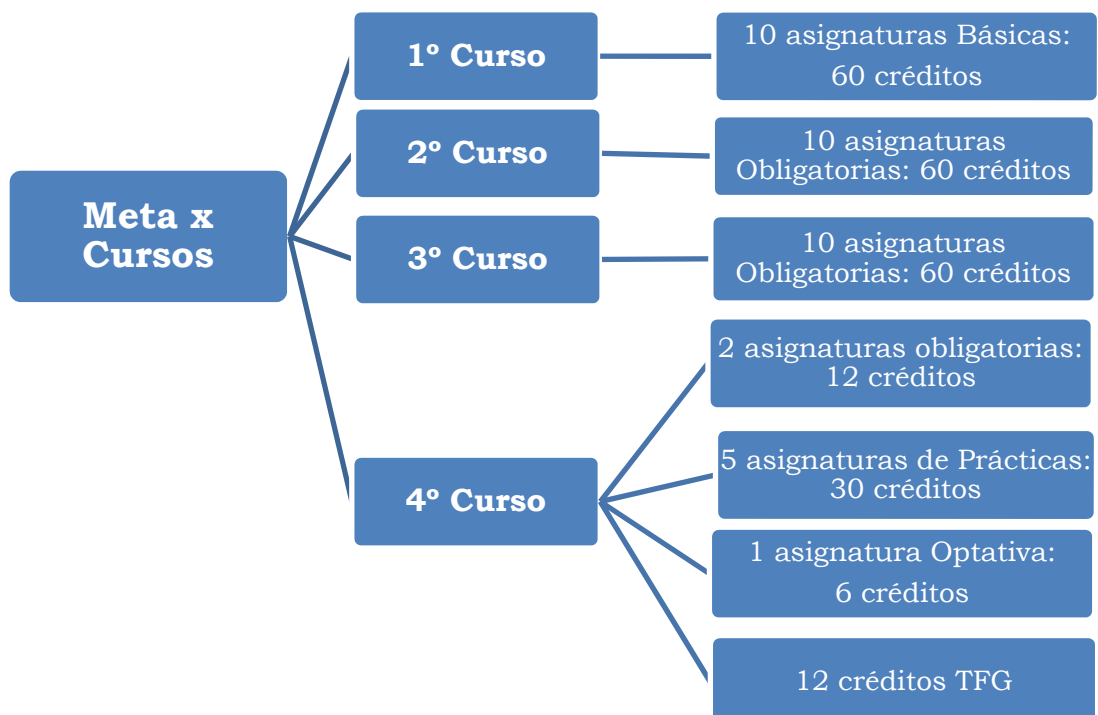 Meta x
Cursos
1º Curso
10 asignaturas Básicas:
60 créditos
2º Curso
10 asignaturas
Obligatorias: 60 créditos
3º Curso
10 asignaturas
Obligatorias: 60 créditos
4º Curso
2 asignaturas obligatorias:
12 créditos
5 asignaturas de Prácticas:
30 créditos
1 asignatura Optativa:
6 créditos
12 créditos TFG